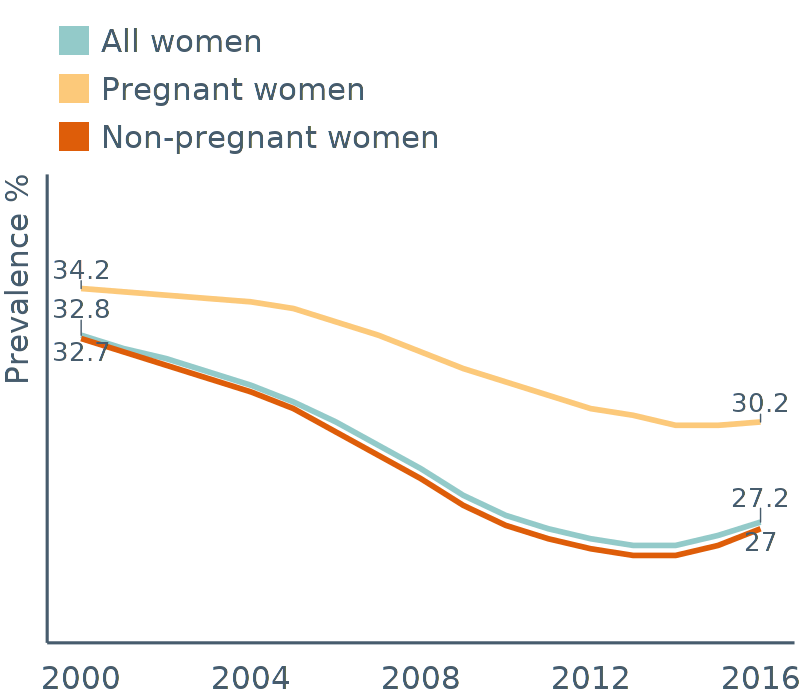 All women
Pregnant women
Non-pregnant women
Prevalence %
34.2
32.8
32.7
30.2
27.2
27
2000 2004 2008 2012 2016